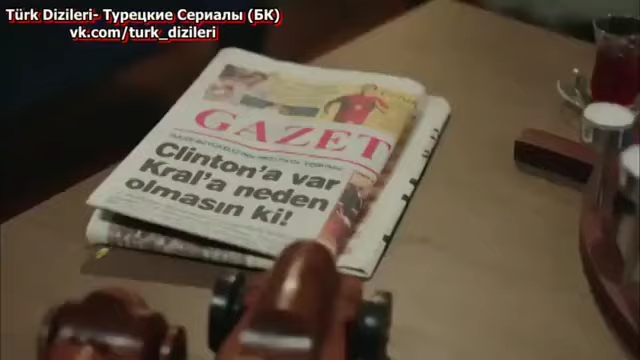 Türk Dizileri- Турецкие Сериалы (БК)
vk.com/turk_dizileri
GAZET
Clinton'a var
Kral'a neden
olmasın ki!